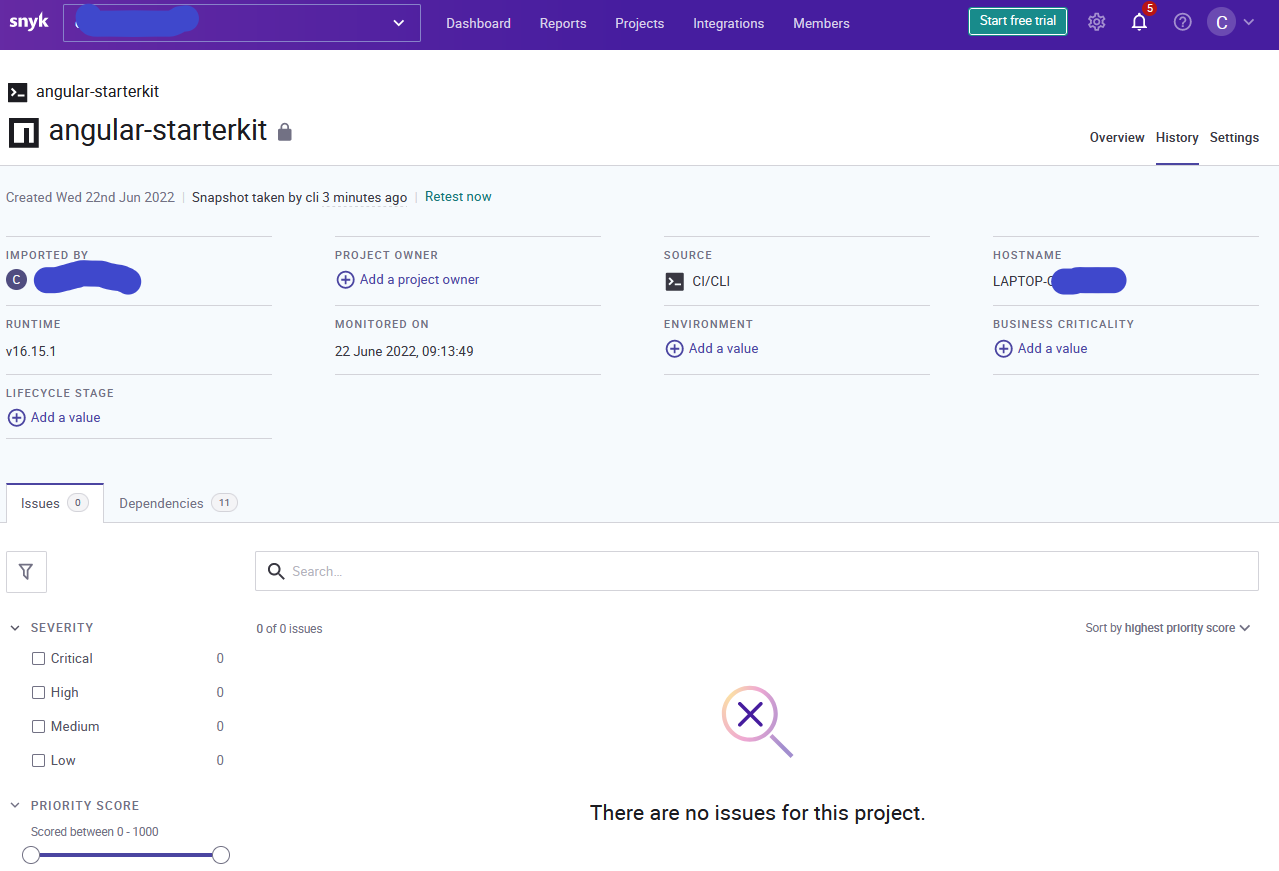 snyk
Dashboard Reports Projects Integrations Members Start free trial 5 C
angular-starterkit
angular-starterkit
Overview History Settings
Created Wed 22nd Jun 2022 | Snapshot taken by cli 3 minutes ago | Retest now
IMPORTED BY PROJECT OWNER SOURCE HOSTNAME
C Add a project owner CI/CLI LAPTOP-
RUNTIME MONITORED ON ENVIRONMENT BUSINESS CRITICALITY
v16.15.1 22 June 2022, 09:13:49 Add a value Add a value
LIFECYCLE STAGE
Add a value
Issues 0 Dependencies 11
Search...
SEVERITY 0 of 0 issues Sort by highest priority score
Critical 0
High 0
Medium 0
Low 0
PRIORITY SCORE
There are no issues for this project.
Scored between 0 - 1000